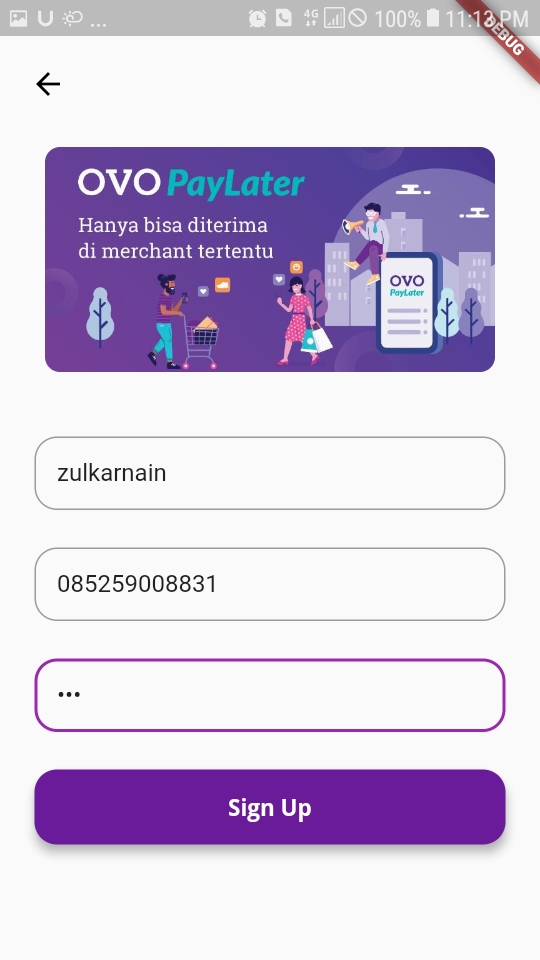 4G 100% 11:13 PM
DEBUG
OVO PayLater
Hanya bisa diterima
di merchant tertentu
OVO
PayLater
zulkarnain
085259008831
•••
Sign Up